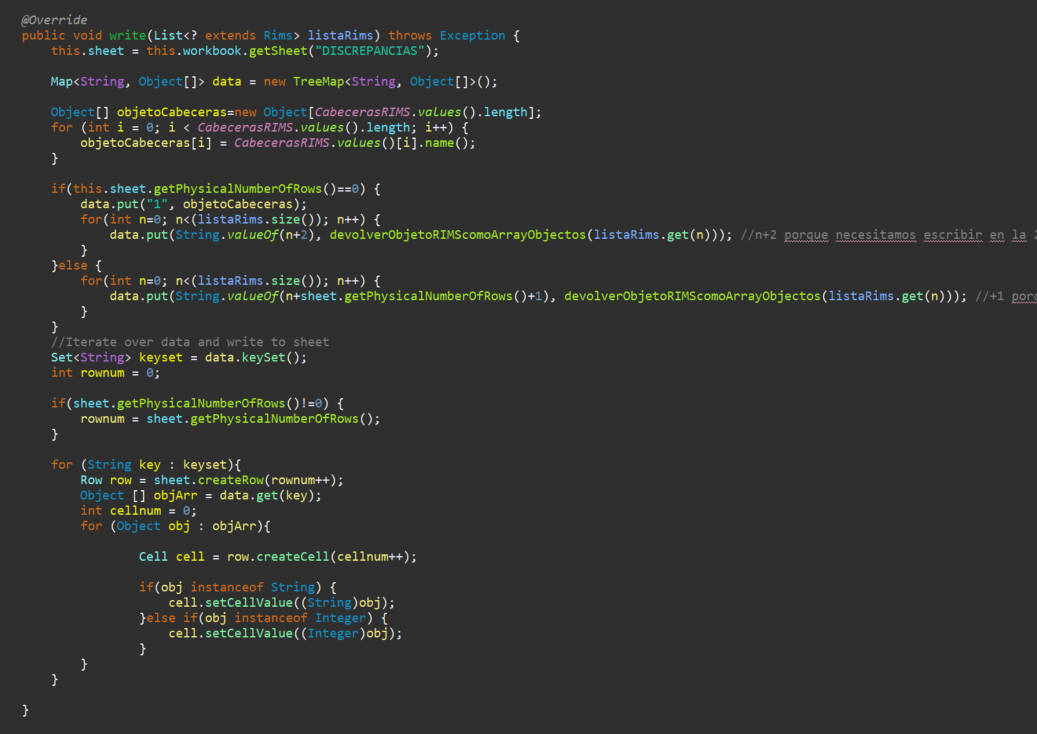 @Override
public void write(List<? extends Rims> listaRims) throws Exception {
    this.sheet = this.workbook.getSheet("DISCREPANCIAS");

    Map<String, Object[]> data = new TreeMap<String, Object[]>();

    Object[] objetoCabeceras=new Object[CabecerasRIMS.values().length];
    for (int i = 0; i < CabecerasRIMS.values().length; i++) {
        objetoCabeceras[i] = CabecerasRIMS.values()[i].name();
    }

    if(this.sheet.getPhysicalNumberOfRows()==0) {
        data.put("1", objetoCabeceras);
        for(int n=0; n<(listaRims.size()); n++) {
            data.put(String.valueOf(n+2), devolverObjetoRIMScomoArrayObjectos(listaRims.get(n))); //n+2 porque necesitamos escribir en la
        }
    }else {
        for(int n=0; n<(listaRims.size()); n++) {
            data.put(String.valueOf(n+sheet.getPhysicalNumberOfRows()+1), devolverObjetoRIMScomoArrayObjectos(listaRims.get(n))); //+1
        }
    }
    //Iterate over data and write to sheet
    Set<String> keyset = data.keySet();
    int rownum = 0;

    if(sheet.getPhysicalNumberOfRows()!=0) {
        rownum = sheet.getPhysicalNumberOfRows();
    }

    for (String key : keyset){
        Row row = sheet.createRow(rownum++);
        Object [] objArr = data.get(key);
        int cellnum = 0;
        for (Object obj : objArr){

                Cell cell = row.createCell(cellnum++);

                if(obj instanceof String) {
                    cell.setCellValue((String)obj);
                }else if(obj instanceof Integer) {
                    cell.setCellValue((Integer)obj);
                }
        }
    }

}